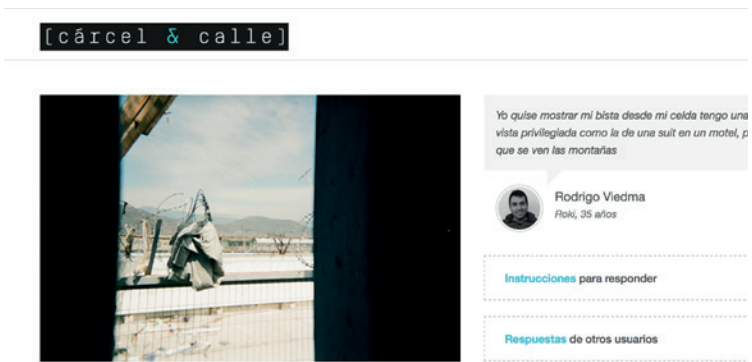 [cárcel & calle]
Yo quise mostrar mi bista desde mi celda tengo una
vista privilegiada como la de una suit en un motel, p
que se ven las montañas
Rodrigo Viedma
Roki, 35 años
Instrucciones para responder
Respuestas de otros usuarios